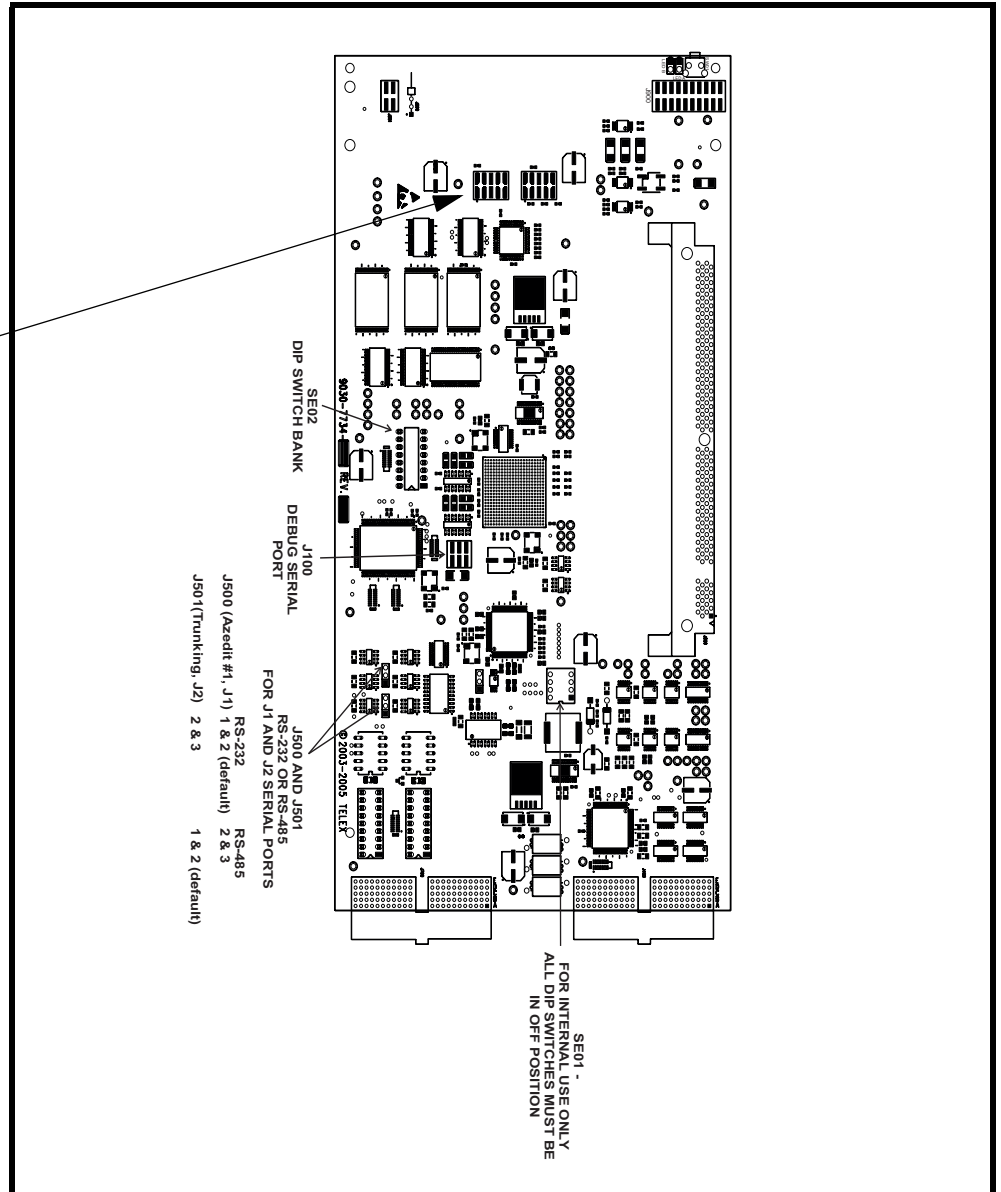 J900
SE02
DIP SWITCH BANK
9030-7734- REV.
J100
DEBUG SERIAL
PORT
J500 AND J501
RS-232 OR RS-485
FOR J1 AND J2 SERIAL PORTS
RS-232 RS-485
J500 (Azedit #1, J1) 1 & 2 (default) 2 & 3
J501(Trunking, J2) 2 & 3 1 & 2 (default)
©2003-2005 TELEX
SE01 -
FOR INTERNAL USE ONLY
ALL DIP SWITCHES MUST BE
IN OFF POSITION